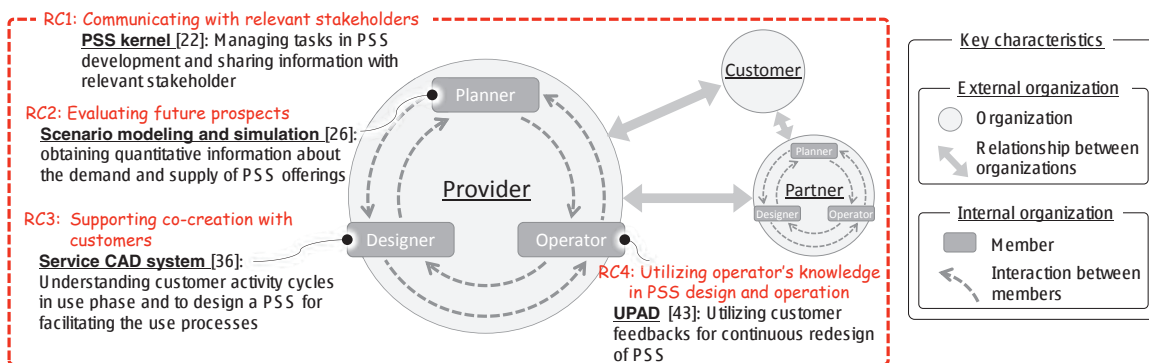 RC1: Communicating with relevant stakeholders
PSS kernel [22]: Managing tasks in PSS
development and sharing information with
relevant stakeholder
RC2: Evaluating future prospects
Scenario modeling and simulation [26]:
obtaining quantitative information about
the demand and supply of PSS offerings
RC3: Supporting co-creation with
customers
Service CAD system [36]:
Understanding customer activity cycles
in use phase and to design a PSS for
facilitating the use processes
Planner
Provider
Designer
Operator
RC4: Utilizing operator's knowledge
in PSS design and operation
UPAD [43]: Utilizing customer
feedbacks for continuous redesign
of PSS
Customer
Planner
Partner
Designer
Operator
Key characteristics
External organization
Organization
Relationship between
organizations
Internal organization
Member
Interaction between
members